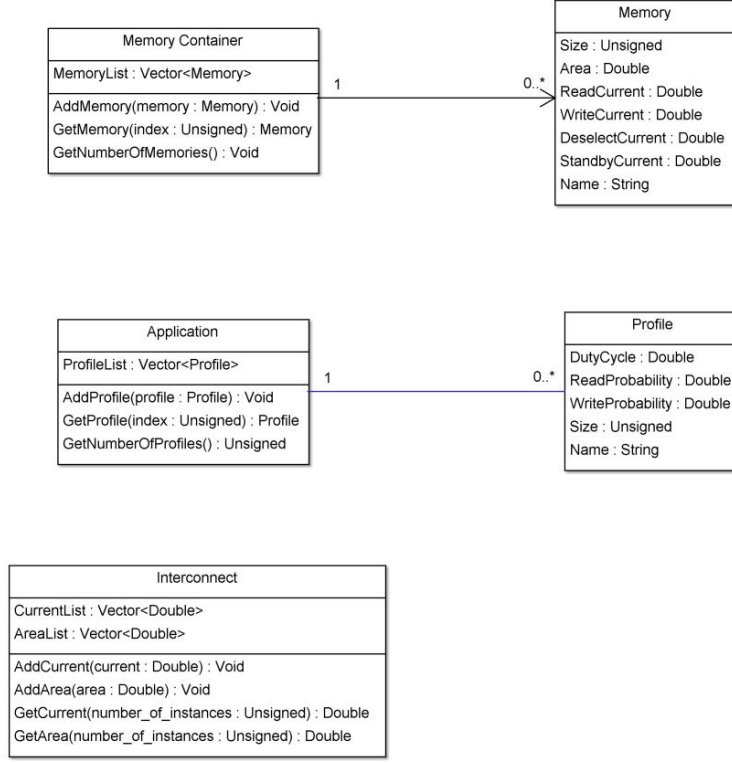 Memory Container
MemoryList : Vector<Memory>
AddMemory(memory : Memory) : Void
GetMemory(index : Unsigned) : Memory
GetNumberOfMemories() : Void
1
0..*
Memory
Size : Unsigned
Area : Double
ReadCurrent : Double
WriteCurrent : Double
DeselectCurrent : Double
StandbyCurrent : Double
Name : String
Application
ProfileList : Vector<Profile>
AddProfile(profile : Profile) : Void
GetProfile(index : Unsigned) : Profile
GetNumberOfProfiles() : Unsigned
1
0..*
Profile
DutyCycle : Double
ReadProbability : Double
WriteProbability : Double
Size : Unsigned
Name : String
Interconnect
CurrentList : Vector<Double>
AreaList : Vector<Double>
AddCurrent(current : Double) : Void
AddArea(area : Double) : Void
GetCurrent(number_of_instances : Unsigned) : Double
GetArea(number_of_instances : Unsigned) : Double